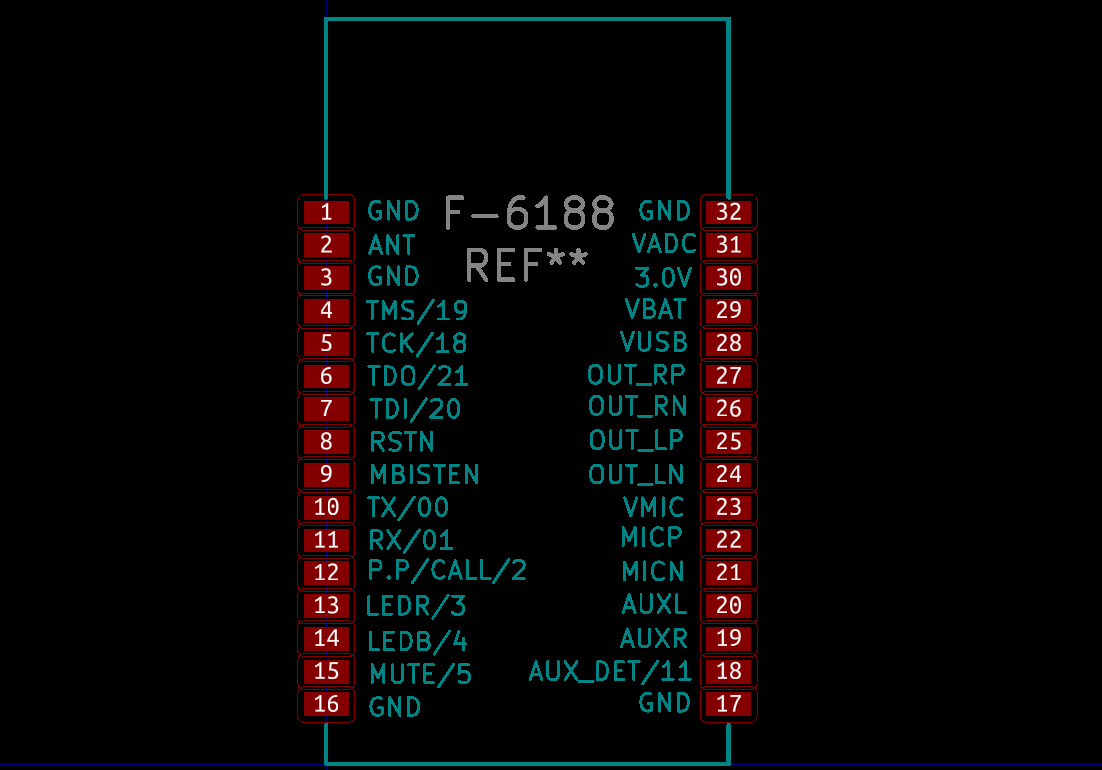 1 GND F-6188 GND 32
2 ANT VADC 31
REF**
3 GND 3.0V 30
4 TMS/19 VBAT 29
5 TCK/18 VUSB 28
6 TDO/21 OUT_RP 27
7 TDI/20 OUT_RN 26
8 RSTN OUT_LP 25
9 MBISTEN OUT_LN 24
10 TX/00 VMIC 23
11 RX/01 MICP 22
12 P.P/CALL/2 MICN 21
13 LEDR/3 AUXL 20
14 LEDB/4 AUXR 19
15 MUTE/5 AUX_DET/11 18
16 GND GND 17